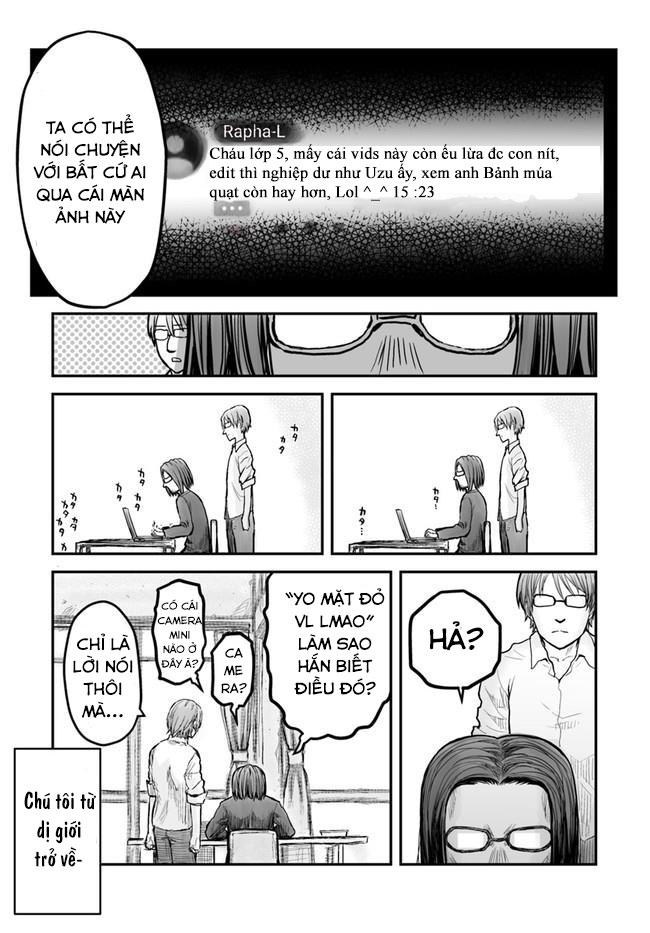 TA CÓ THỂ
NÓI CHUYỆN
VỚI BẤT CỨ AI
QUA CÁI MÀN
ẢNH NÀY
Rapha-L
Cháu lớp 5, mấy cái vids này còn ếu lừa đc con nít,
edit thì nghiệp dư như Uzu ấy, xem anh Bảnh múa
quạt còn hay hơn, Lol ^_^ 15 :23
カタ
カタ
カタ
カタ
カタ
カタ
カタ…
カタ…
HẢ?
"YO MẶT ĐỎ
VL LMAO"
LÀM SAO
HẮN BIẾT
ĐIỀU ĐÓ?
CA
ME
RA?
CÓ CÁI
CAMERA
MINI
NÀO Ở
ĐÂY À?
CHỈ LÀ
LỜI NÓI
THÔI
MÀ...
Chú tôi từ
dị giới
trở về-